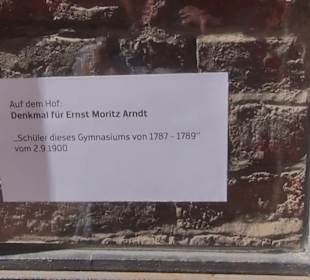 Auf dem Hof:
Denkmal für Ernst Moritz Arndt
„Schüler dieses Gymnasiums von 1787 - 1789“
vom 2.9.1900